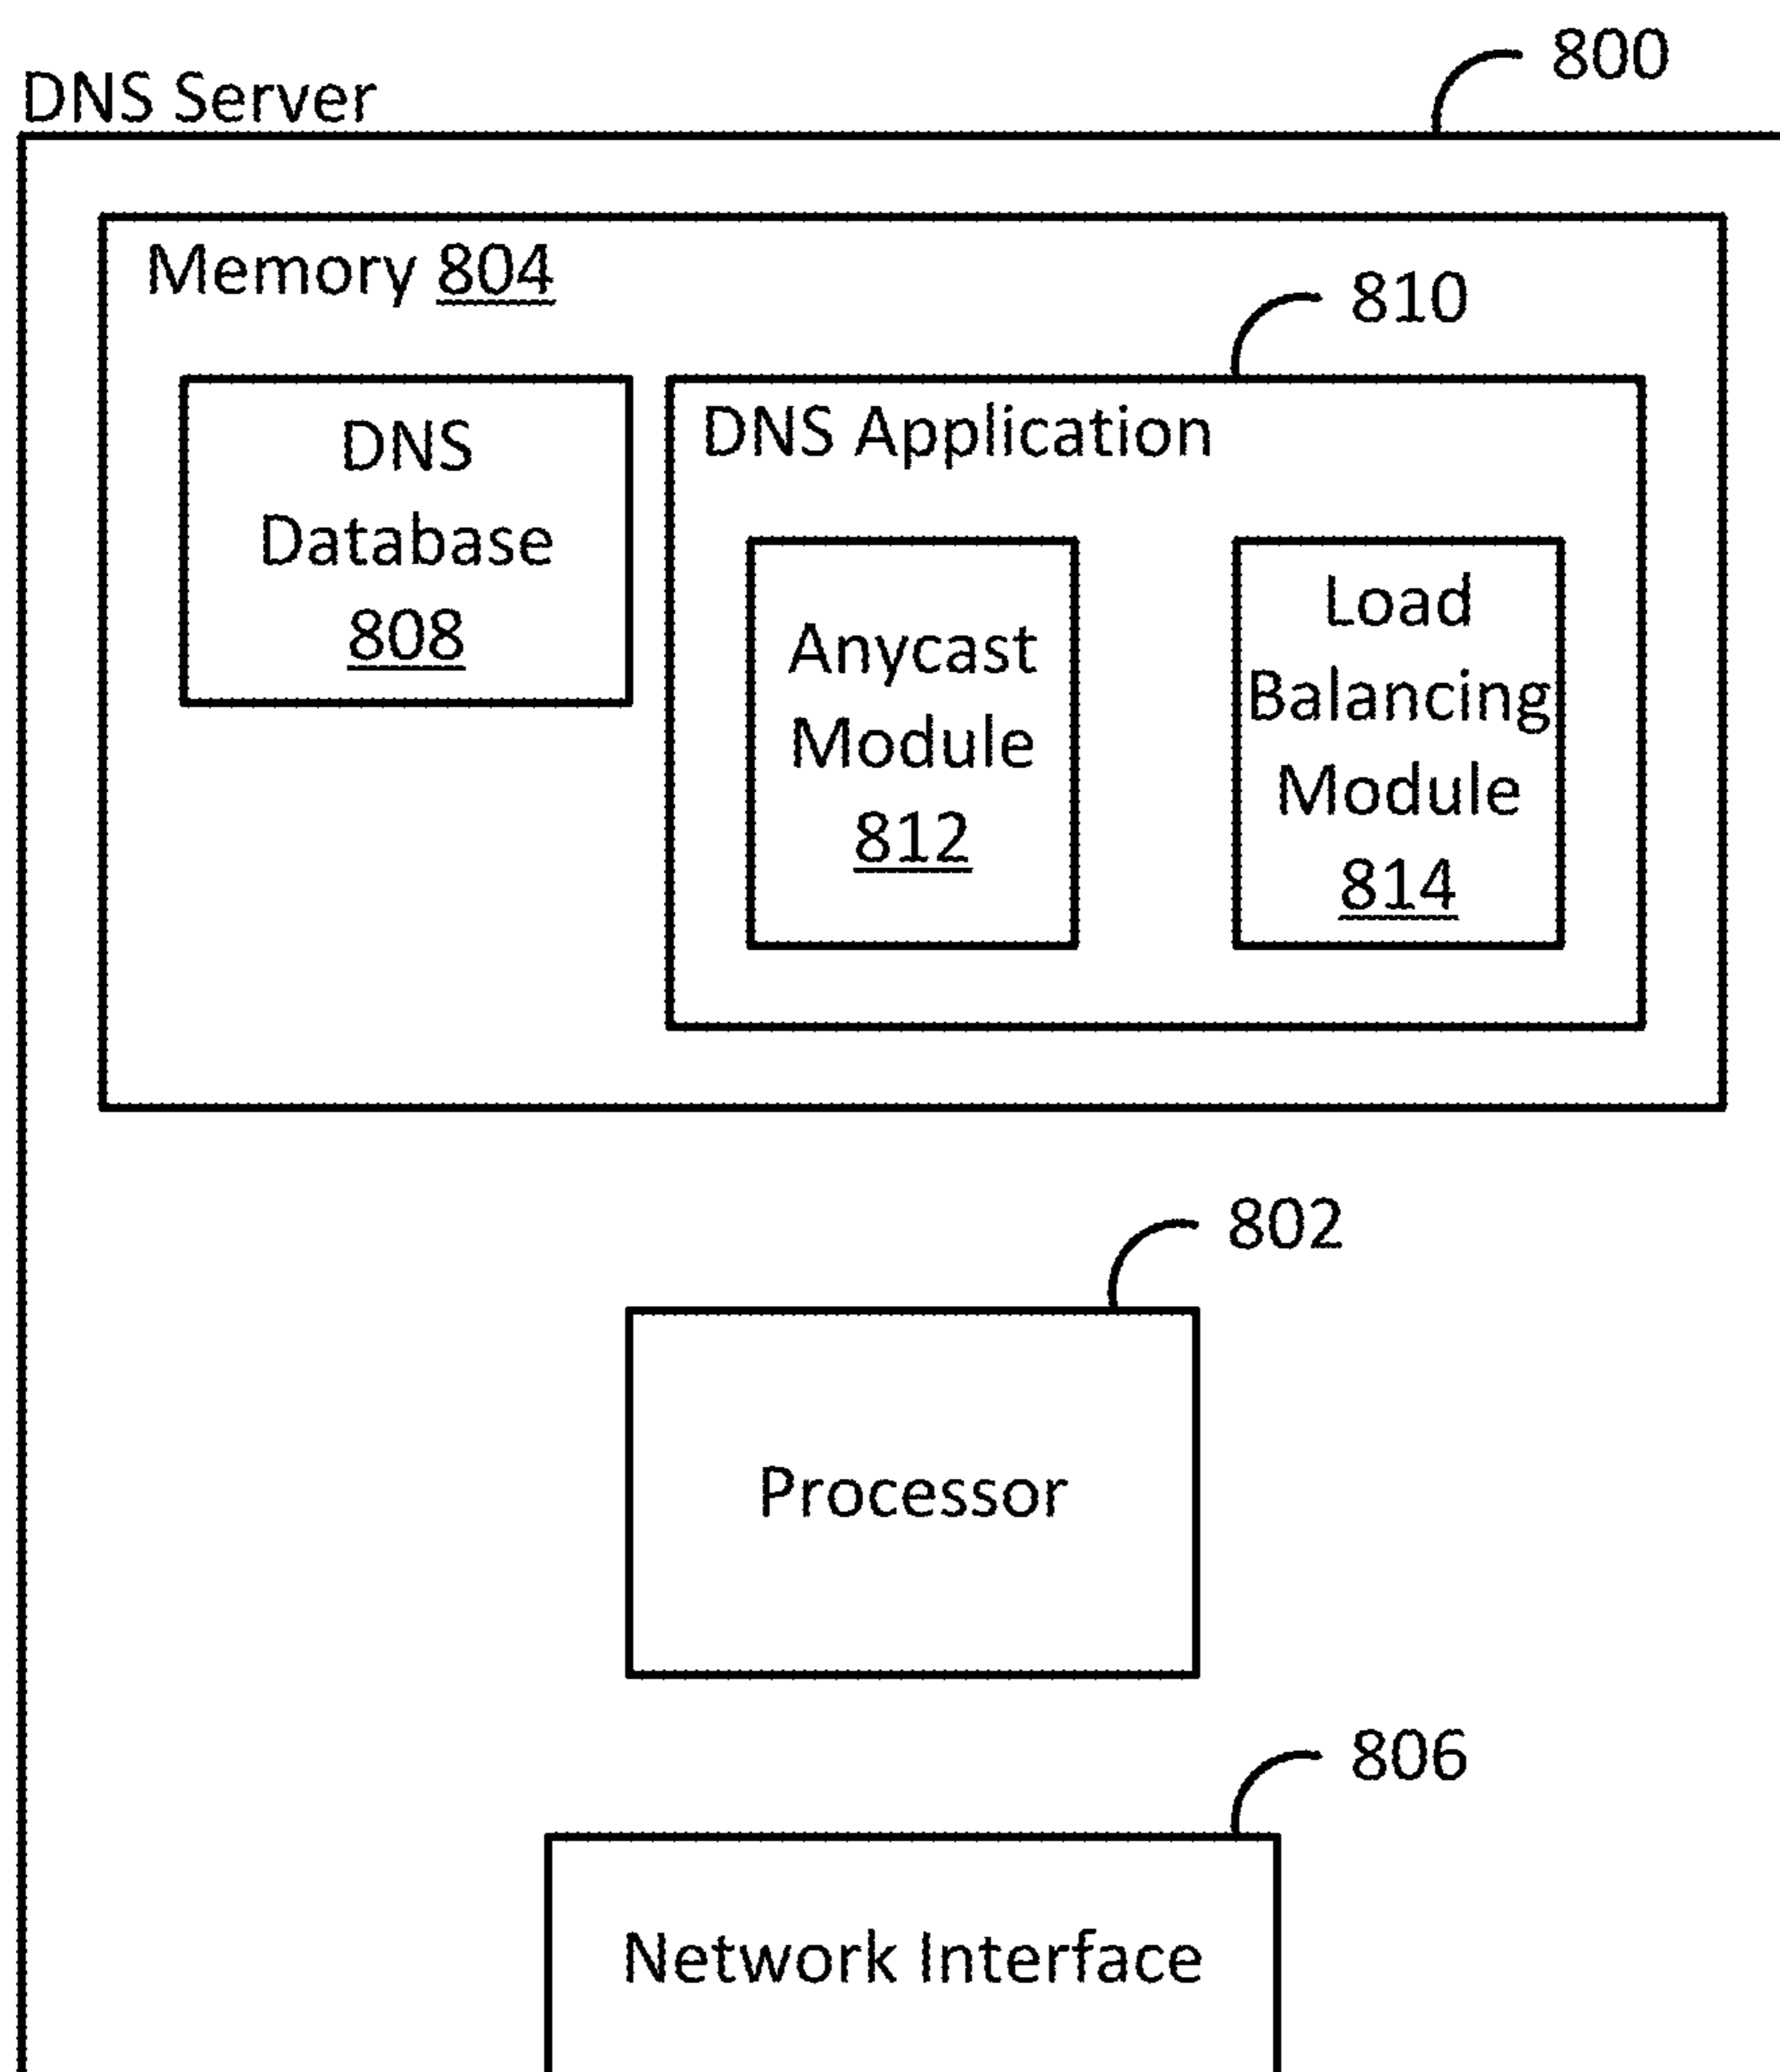 800
DNS Server
Memory 804
810
DNS
Database
808
DNS Application
Anycast
Module
812
Load
Balancing
Module
814
802
Processor
806
Network Interface